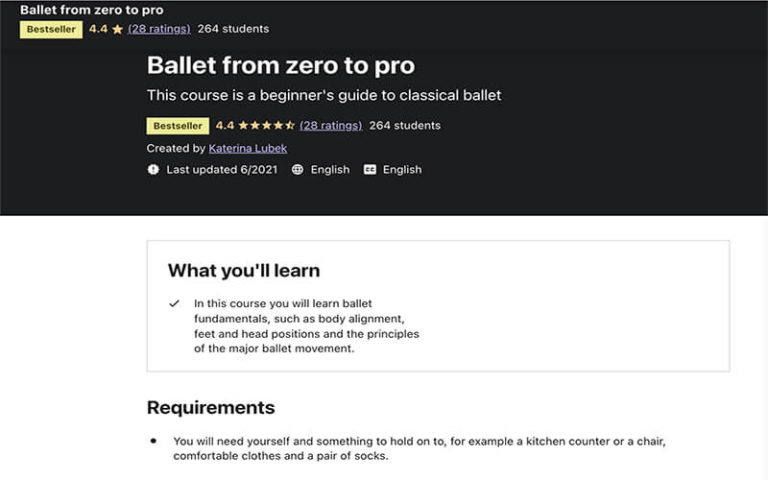 Ballet from zero to pro
Bestseller 4.4 ★ (28 ratings) 264 students
Ballet from zero to pro
This course is a beginner's guide to classical ballet
Bestseller 4.4 (28 ratings) 264 students
Created by Katerina Lubek
Last updated 6/2021 English CC English
What you'll learn
✓ In this course you will learn ballet
fundamentals, such as body alignment,
feet and head positions and the principles
of the major ballet movement.
Requirements
• You will need yourself and something to hold on to, for example a kitchen counter or a chair,
comfortable clothes and a pair of socks.